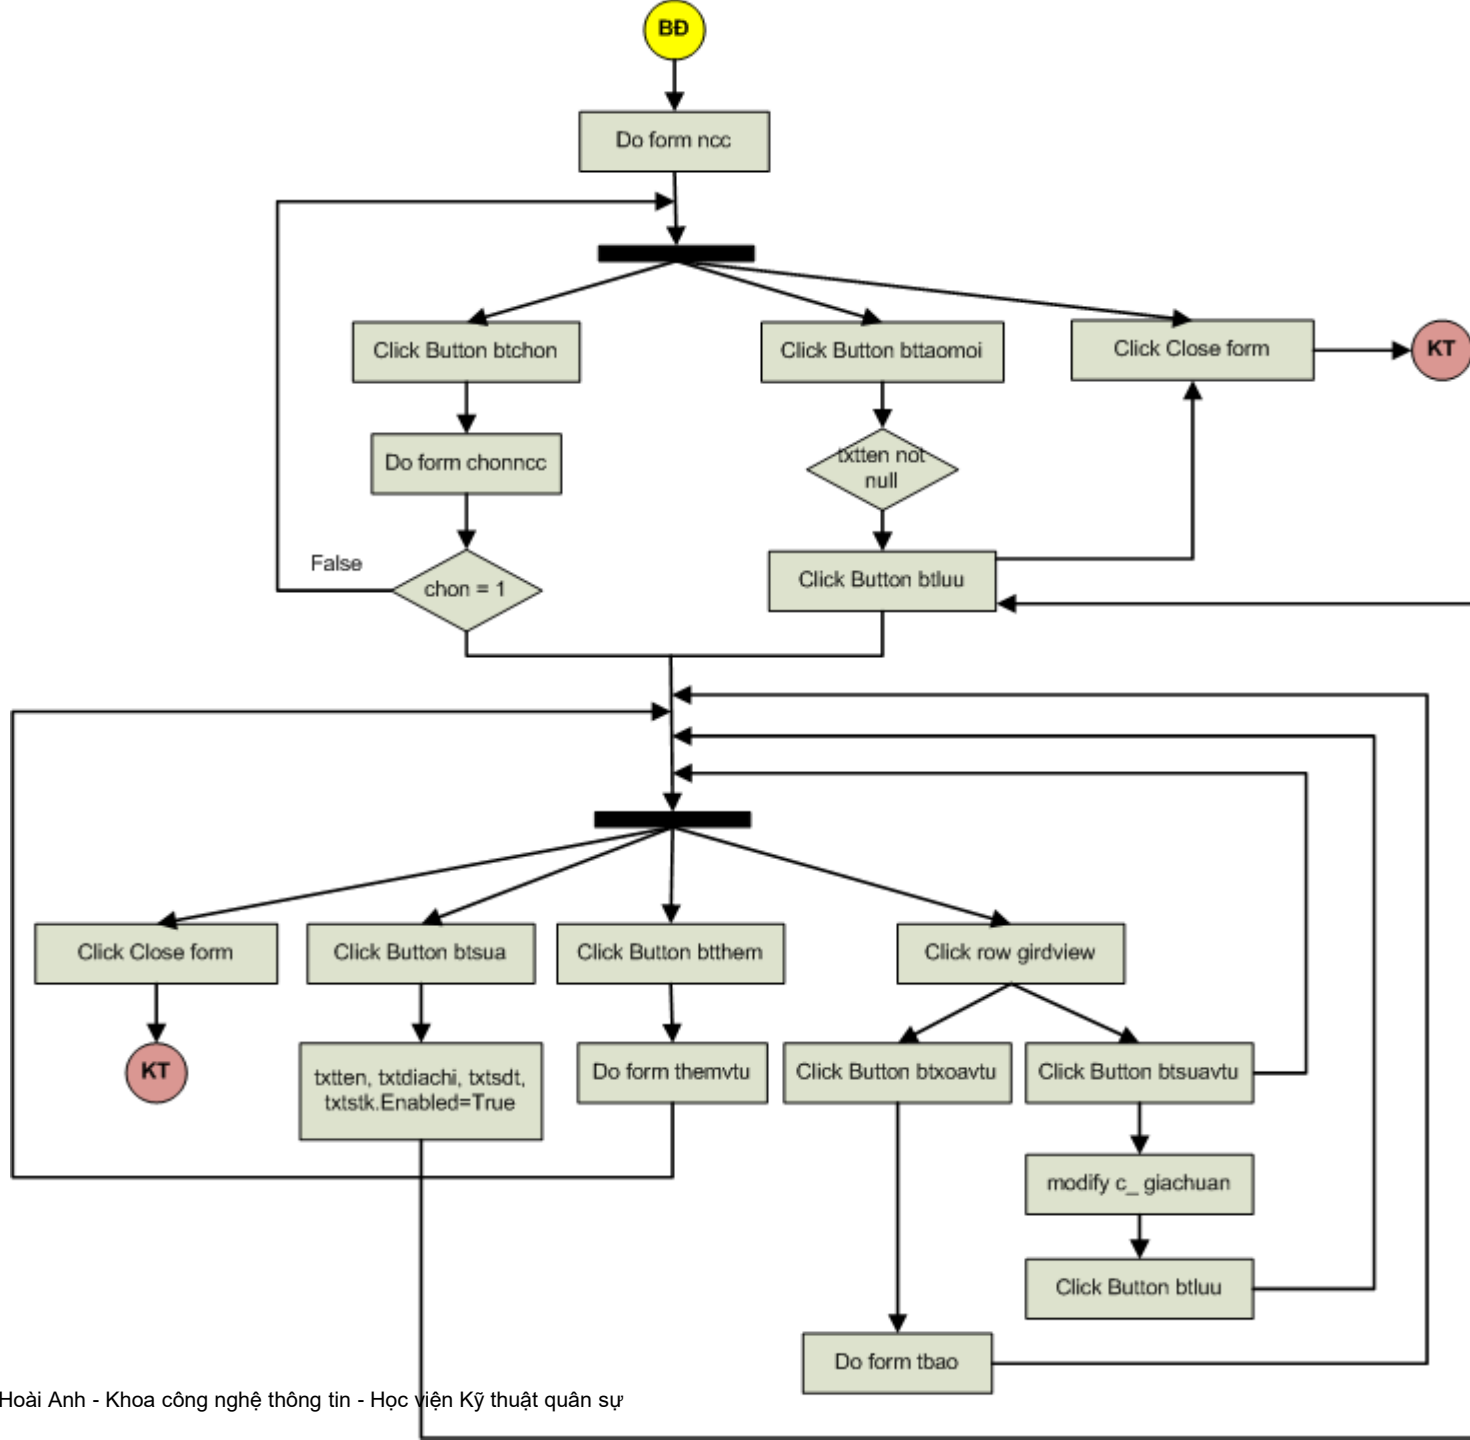 BĐ
Do form ncc
Click Button btchon
Click Button bttaomoi
Click Close form
KT
Do form chonncc
txtten not
null
False
chon = 1
Click Button btluu
Click Close form
Click Button btsua
Click Button btthem
Click row girdview
KT
txtten, txtdiachi, txtsdt,
txtstk.Enabled=True
Do form themvtu
Click Button btxoavtu
Click Button btsuavtu
modify c_ giachuan
Click Button btluu
Do form tbao
Hoài Anh - Khoa công nghệ thông tin - Học viện Kỹ thuật quân sự